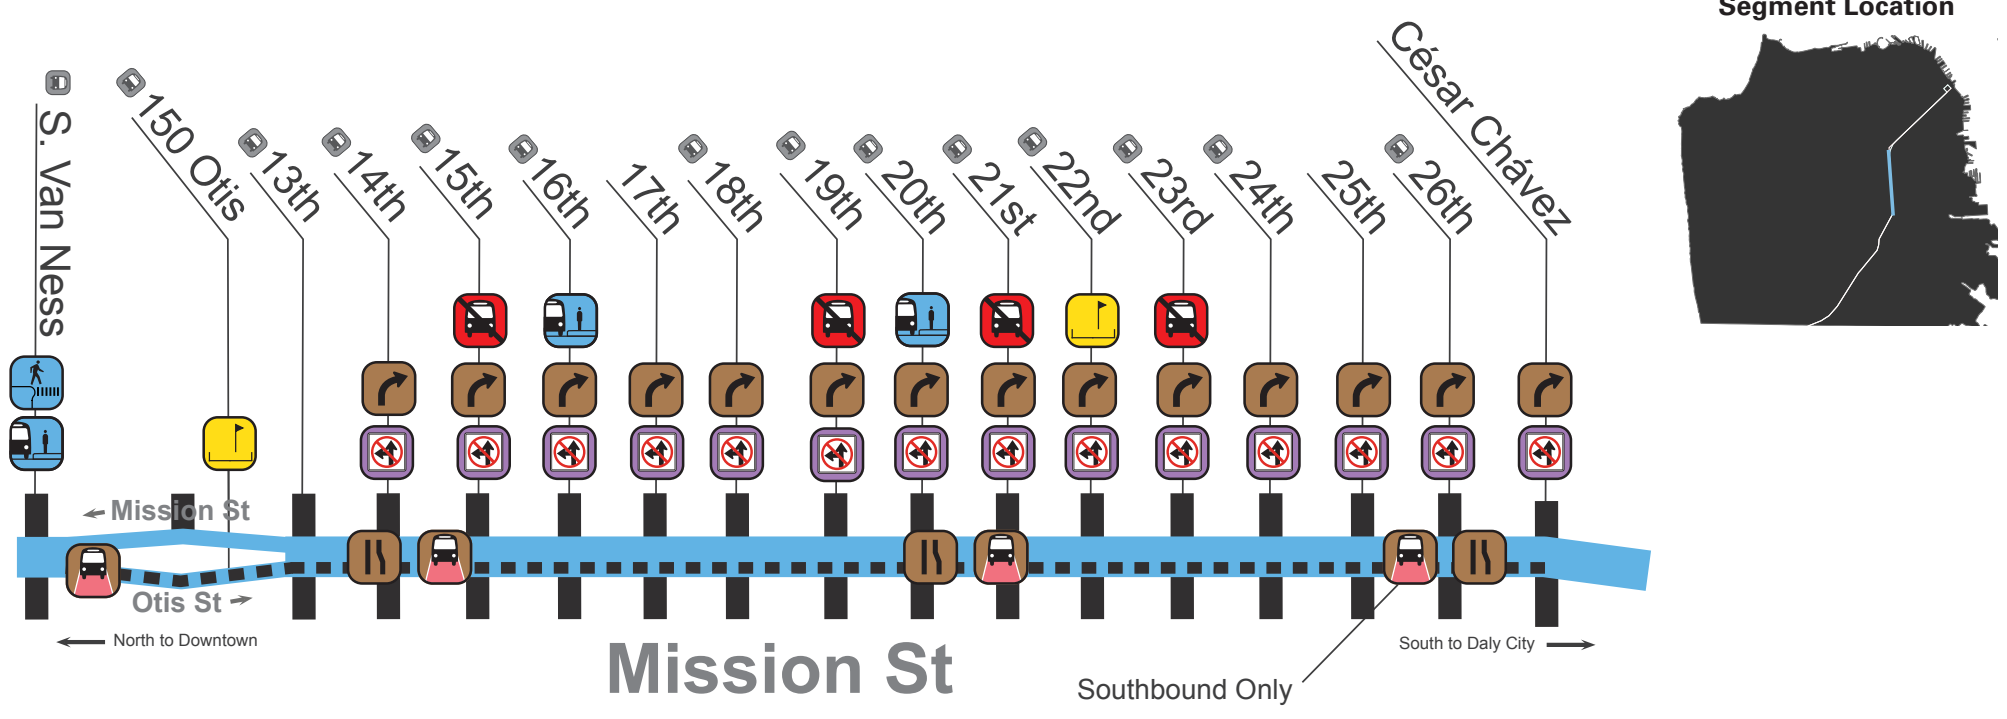 Segment Location
S. Van Ness
150 Otis
13th
14th
15th
16th
17th
18th
19th
20th
21st
22nd
23rd
24th
25th
26th
César Chávez
Mission St
Otis St
North to Downtown
South to Daly City
Mission St
Southbound Only